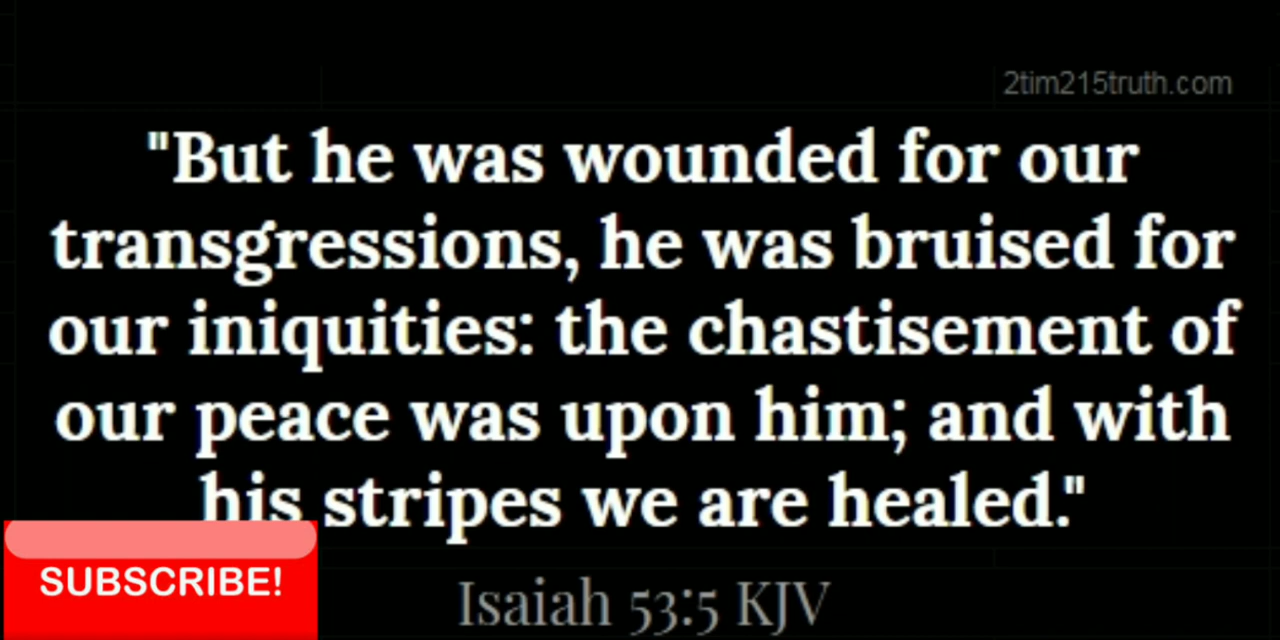 2tim215truth.com
"But he was wounded for our
transgressions, he was bruised for
our iniquities: the chastisement of
our peace was upon him; and with
his stripes we are healed."
SUBSCRIBE!
Isaiah 53:5 KJV